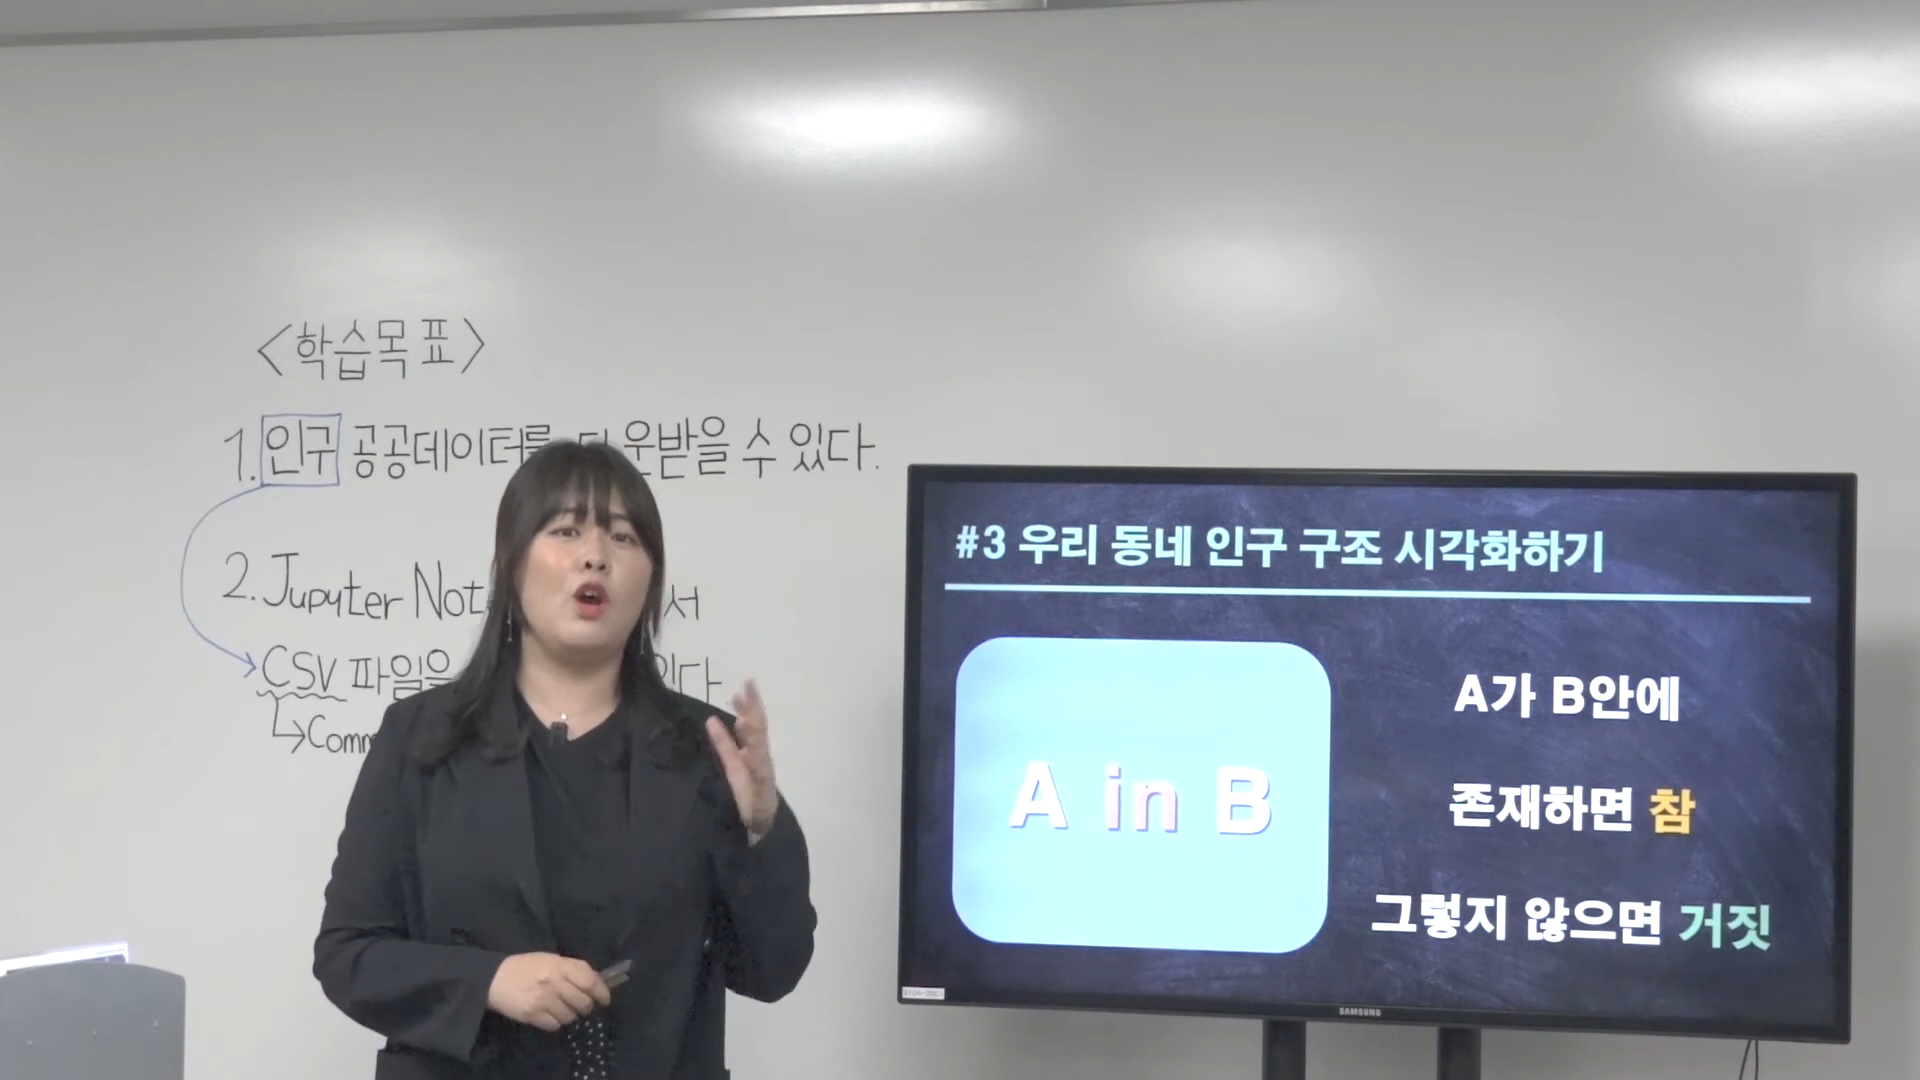 <학습목표>
1. 인구 공공데이터를 다운받을 수 있다.
2. Jupyter Not 서
CSV 파일을 있다
↳Comm
#3 우리 동네 인구 구조 시각화하기
A in B
A가 B안에
존재하면 참
그렇지 않으면 거짓
SAMSUNG